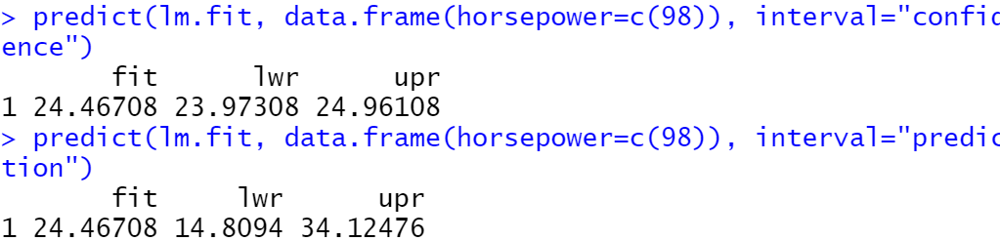 > predict(lm.fit, data.frame(horsepower=c(98)), interval="confid
ence")
       fit      lwr      upr
1 24.46708 23.97308 24.96108
> predict(lm.fit, data.frame(horsepower=c(98)), interval="predic
tion")
       fit     lwr      upr
1 24.46708 14.8094 34.12476